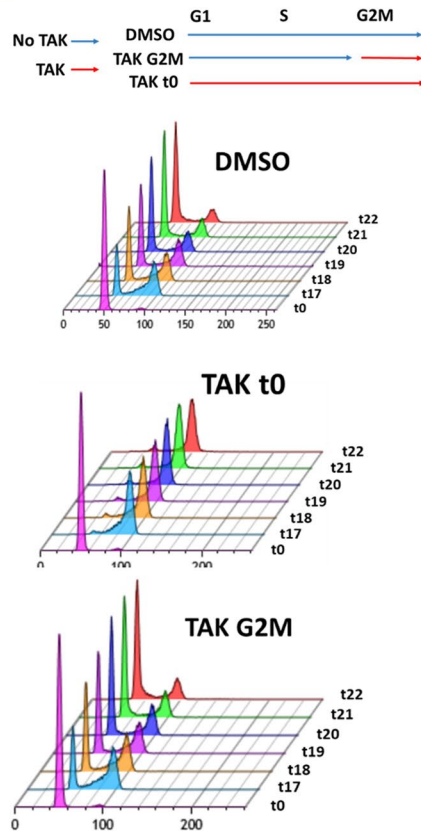 G1 S G2M
No TAK DMSO
TAK G2M
TAK TAK t0
DMSO
t22
t21
t20
t19
t18
t17
t0
0 50 100 150 200 250
TAK t0
t22
t21
t20
t19
t18
t17
t0
0 100 200
TAK G2M
t22
t21
t20
t19
t18
t17
t0
0 100 200